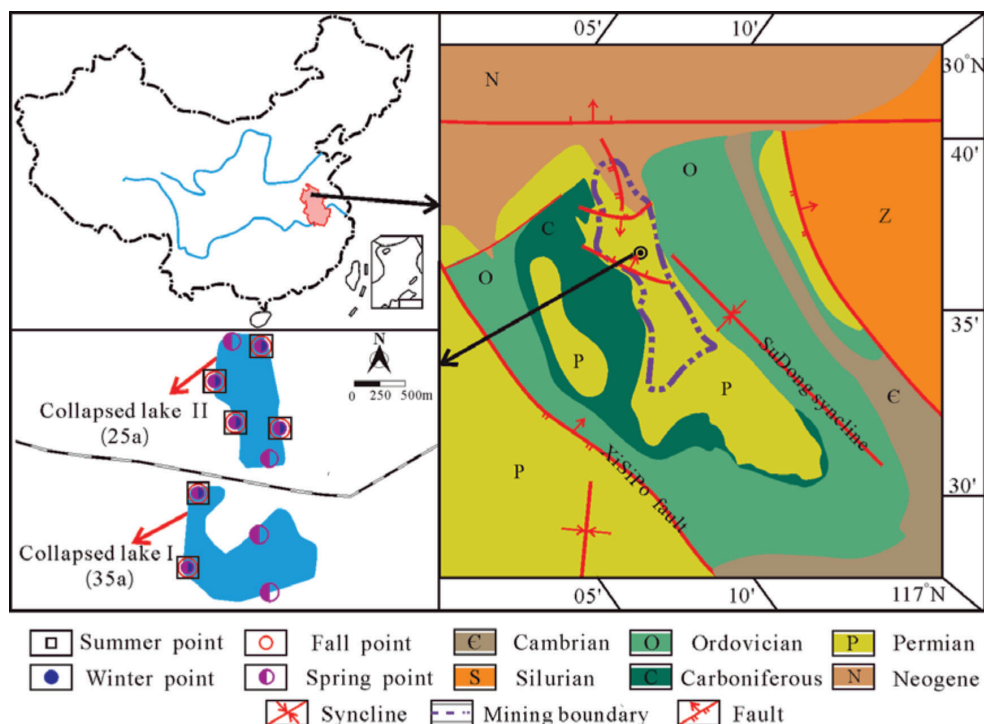 05' 10'
30°N
N
40'
O
Z
C
O
35'
P
P
Є
SuDong syncline
XiSiPo fault
P
30'
05' 10' 117°N
N
0 250 500m
Collapsed lake II
(25a)
Collapsed lake I
(35a)
Summer point
Fall point
Є Cambrian
O Ordovician
P Permian
Winter point
Spring point
S Silurian
C Carboniferous
N Neogene
Syncline
Mining boundary
Fault